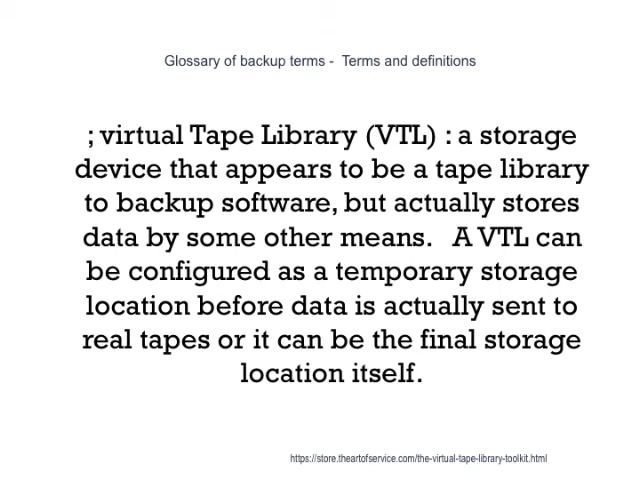 Glossary of backup terms -  Terms and definitions
; virtual Tape Library (VTL) : a storage
device that appears to be a tape library
to backup software, but actually stores
data by some other means.   A VTL can
be configured as a temporary storage
location before data is actually sent to
real tapes or it can be the final storage
location itself.
https://store.theartofservice.com/the-virtual-tape-library-toolkit.html